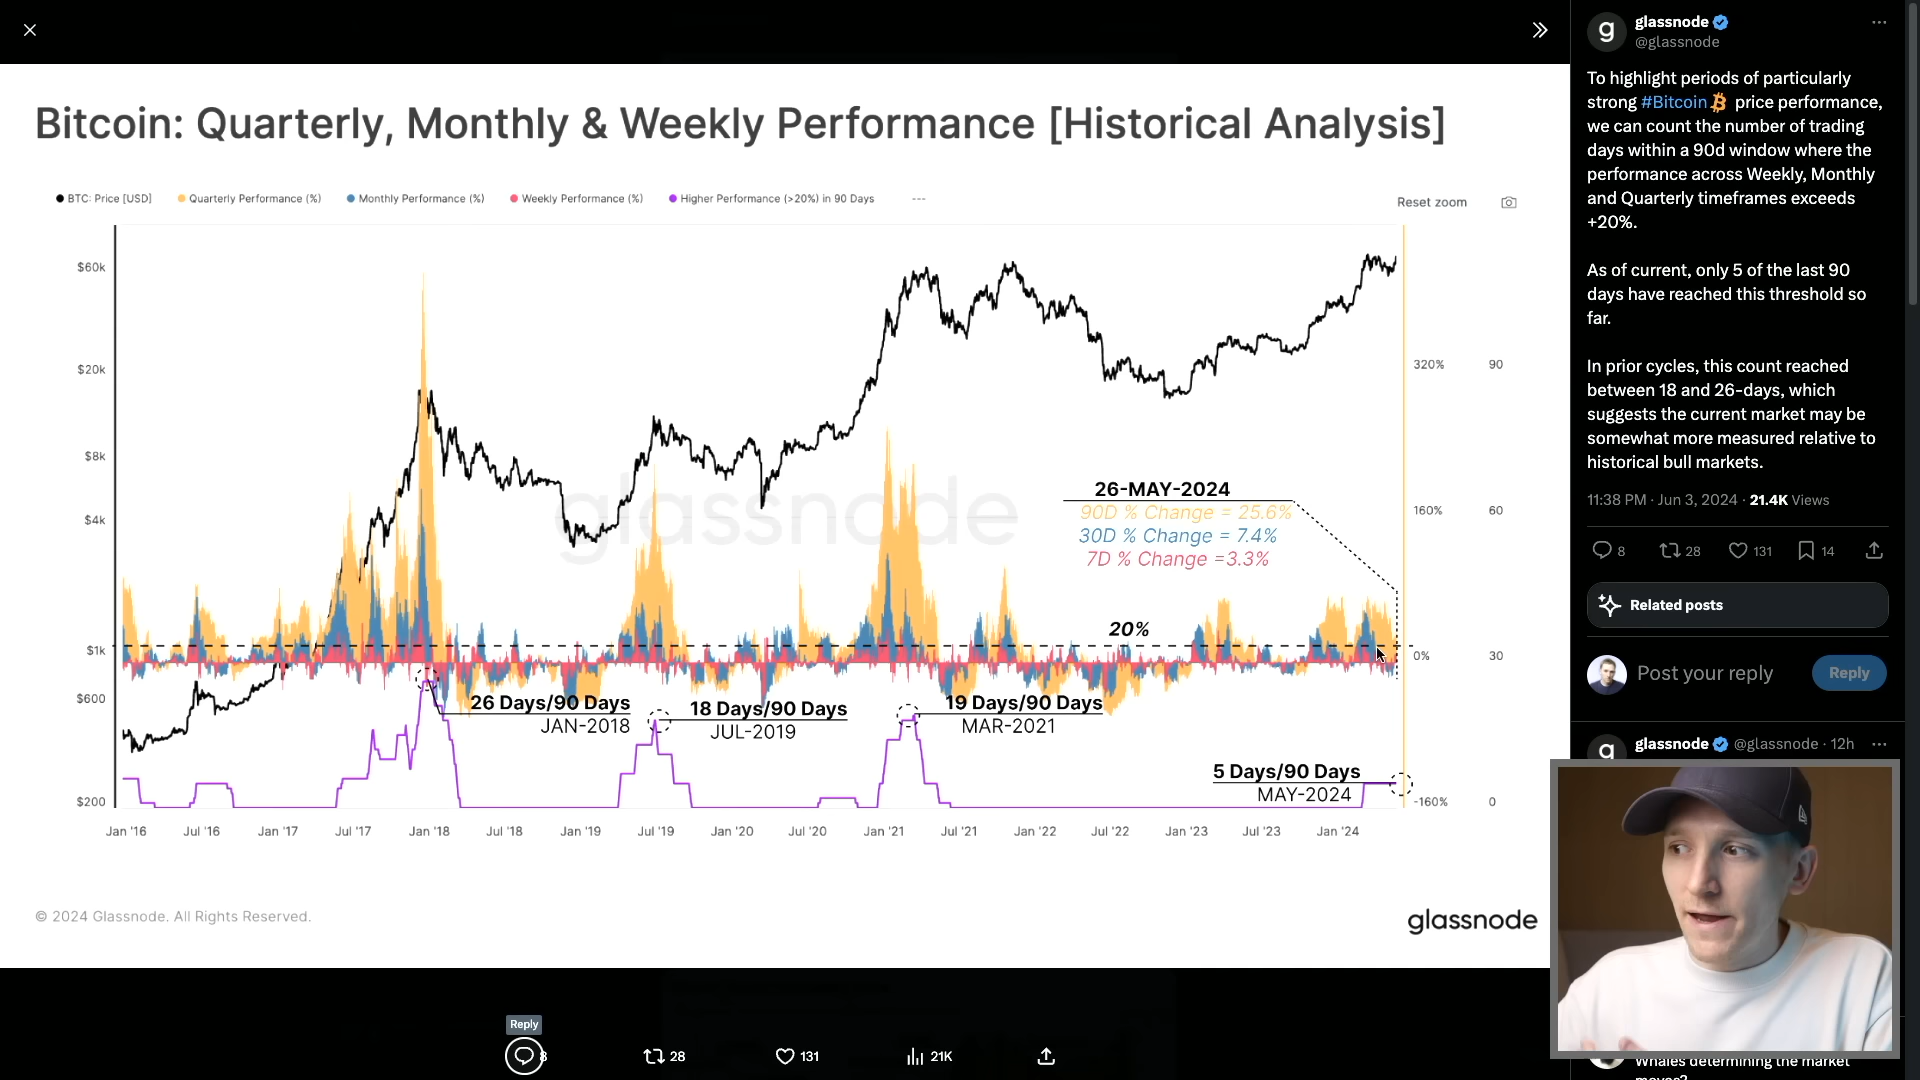 Bitcoin: Quarterly, Monthly & Weekly Performance [Historical Analysis]
BTC: Price [USD]
Quarterly Performance (%)
Monthly Performance (%)
Weekly Performance (%)
Higher Performance (>20%) in 90 Days
---
Reset zoom
$60k
$20k
$8k
$4k
$1k
$600
$200
320%
160%
0%
-160%
90
60
30
0
glassnode
26-MAY-2024
90D % Change = 25.6%
30D % Change = 7.4%
7D % Change =3.3%
20%
26 Days/90 Days
JAN-2018
18 Days/90 Days
JUL-2019
19 Days/90 Days
MAR-2021
5 Days/90 Days
MAY-2024
Jan '16
Jul '16
Jan '17
Jul '17
Jan '18
Jul '18
Jan '19
Jul '19
Jan '20
Jul '20
Jan '21
Jul '21
Jan '22
Jul '22
Jan '23
Jul '23
Jan '24
© 2024 Glassnode. All Rights Reserved.
glassnode
Reply
8
28
131
21K
g
glassnode
@glassnode
To highlight periods of particularly
strong #Bitcoin price performance,
we can count the number of trading
days within a 90d window where the
performance across Weekly, Monthly
and Quarterly timeframes exceeds
+20%.
As of current, only 5 of the last 90
days have reached this threshold so
far.
In prior cycles, this count reached
between 18 and 26-days, which
suggests the current market may be
somewhat more measured relative to
historical bull markets.
11:38 PM · Jun 3, 2024 · 21.4K Views
8
28
131
14
Related posts
Post your reply
Reply
g
glassnode @glassnode · 12h
Whales determining the market
moves?